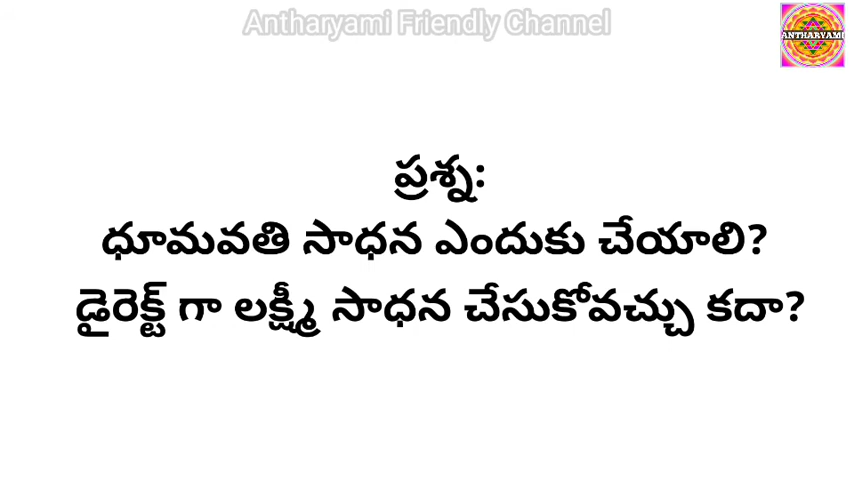 Antharyami Friendly Channel
ANTHARYAMI
ప్రశ్న:
ధూమవతి సాధన ఎందుకు చేయాలి?
డైరెక్ట్ గా లక్ష్మీ సాధన చేసుకోవచ్చు కదా?